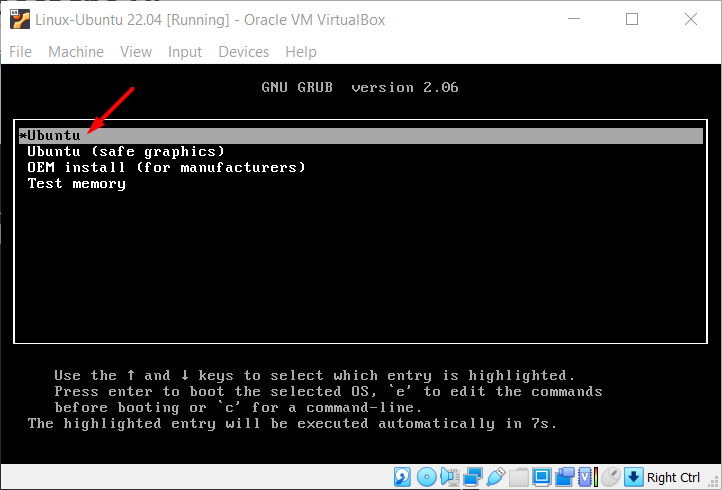 Linux-Ubuntu 22.04 [Running] - Oracle VM VirtualBox
File Machine View Input Devices Help
GNU GRUB version 2.06
*Ubuntu
Ubuntu (safe graphics)
OEM install (for manufacturers)
Test memory
Use the ↑ and ↓ keys to select which entry is highlighted.
Press enter to boot the selected OS, `e' to edit the commands
before booting or `c' for a command-line.
The highlighted entry will be executed automatically in 7s.
Right Ctrl